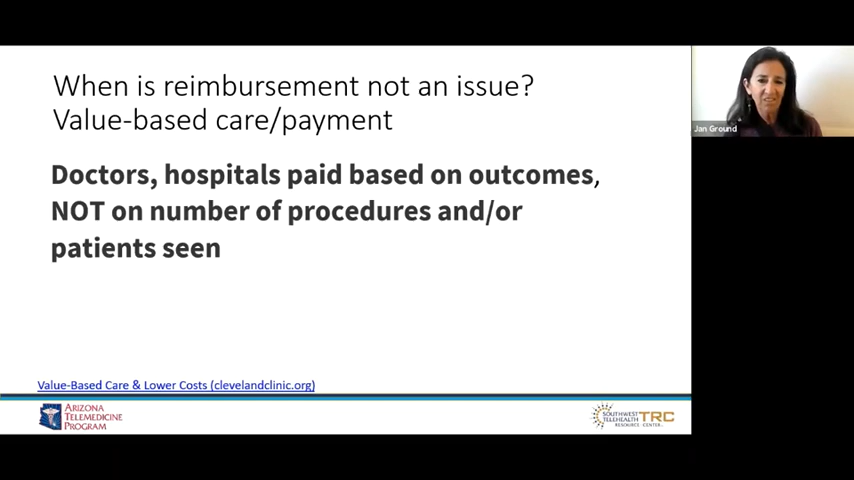 When is reimbursement not an issue?
Value-based care/payment
Doctors, hospitals paid based on outcomes,
NOT on number of procedures and/or
patients seen
Value-Based Care & Lower Costs (clevelandclinic.org)
ARIZONA
TELEMEDICINE
PROGRAM
SOUTHWEST
TELEHEALTH
RESOURCE CENTER
TRC
Jan Ground